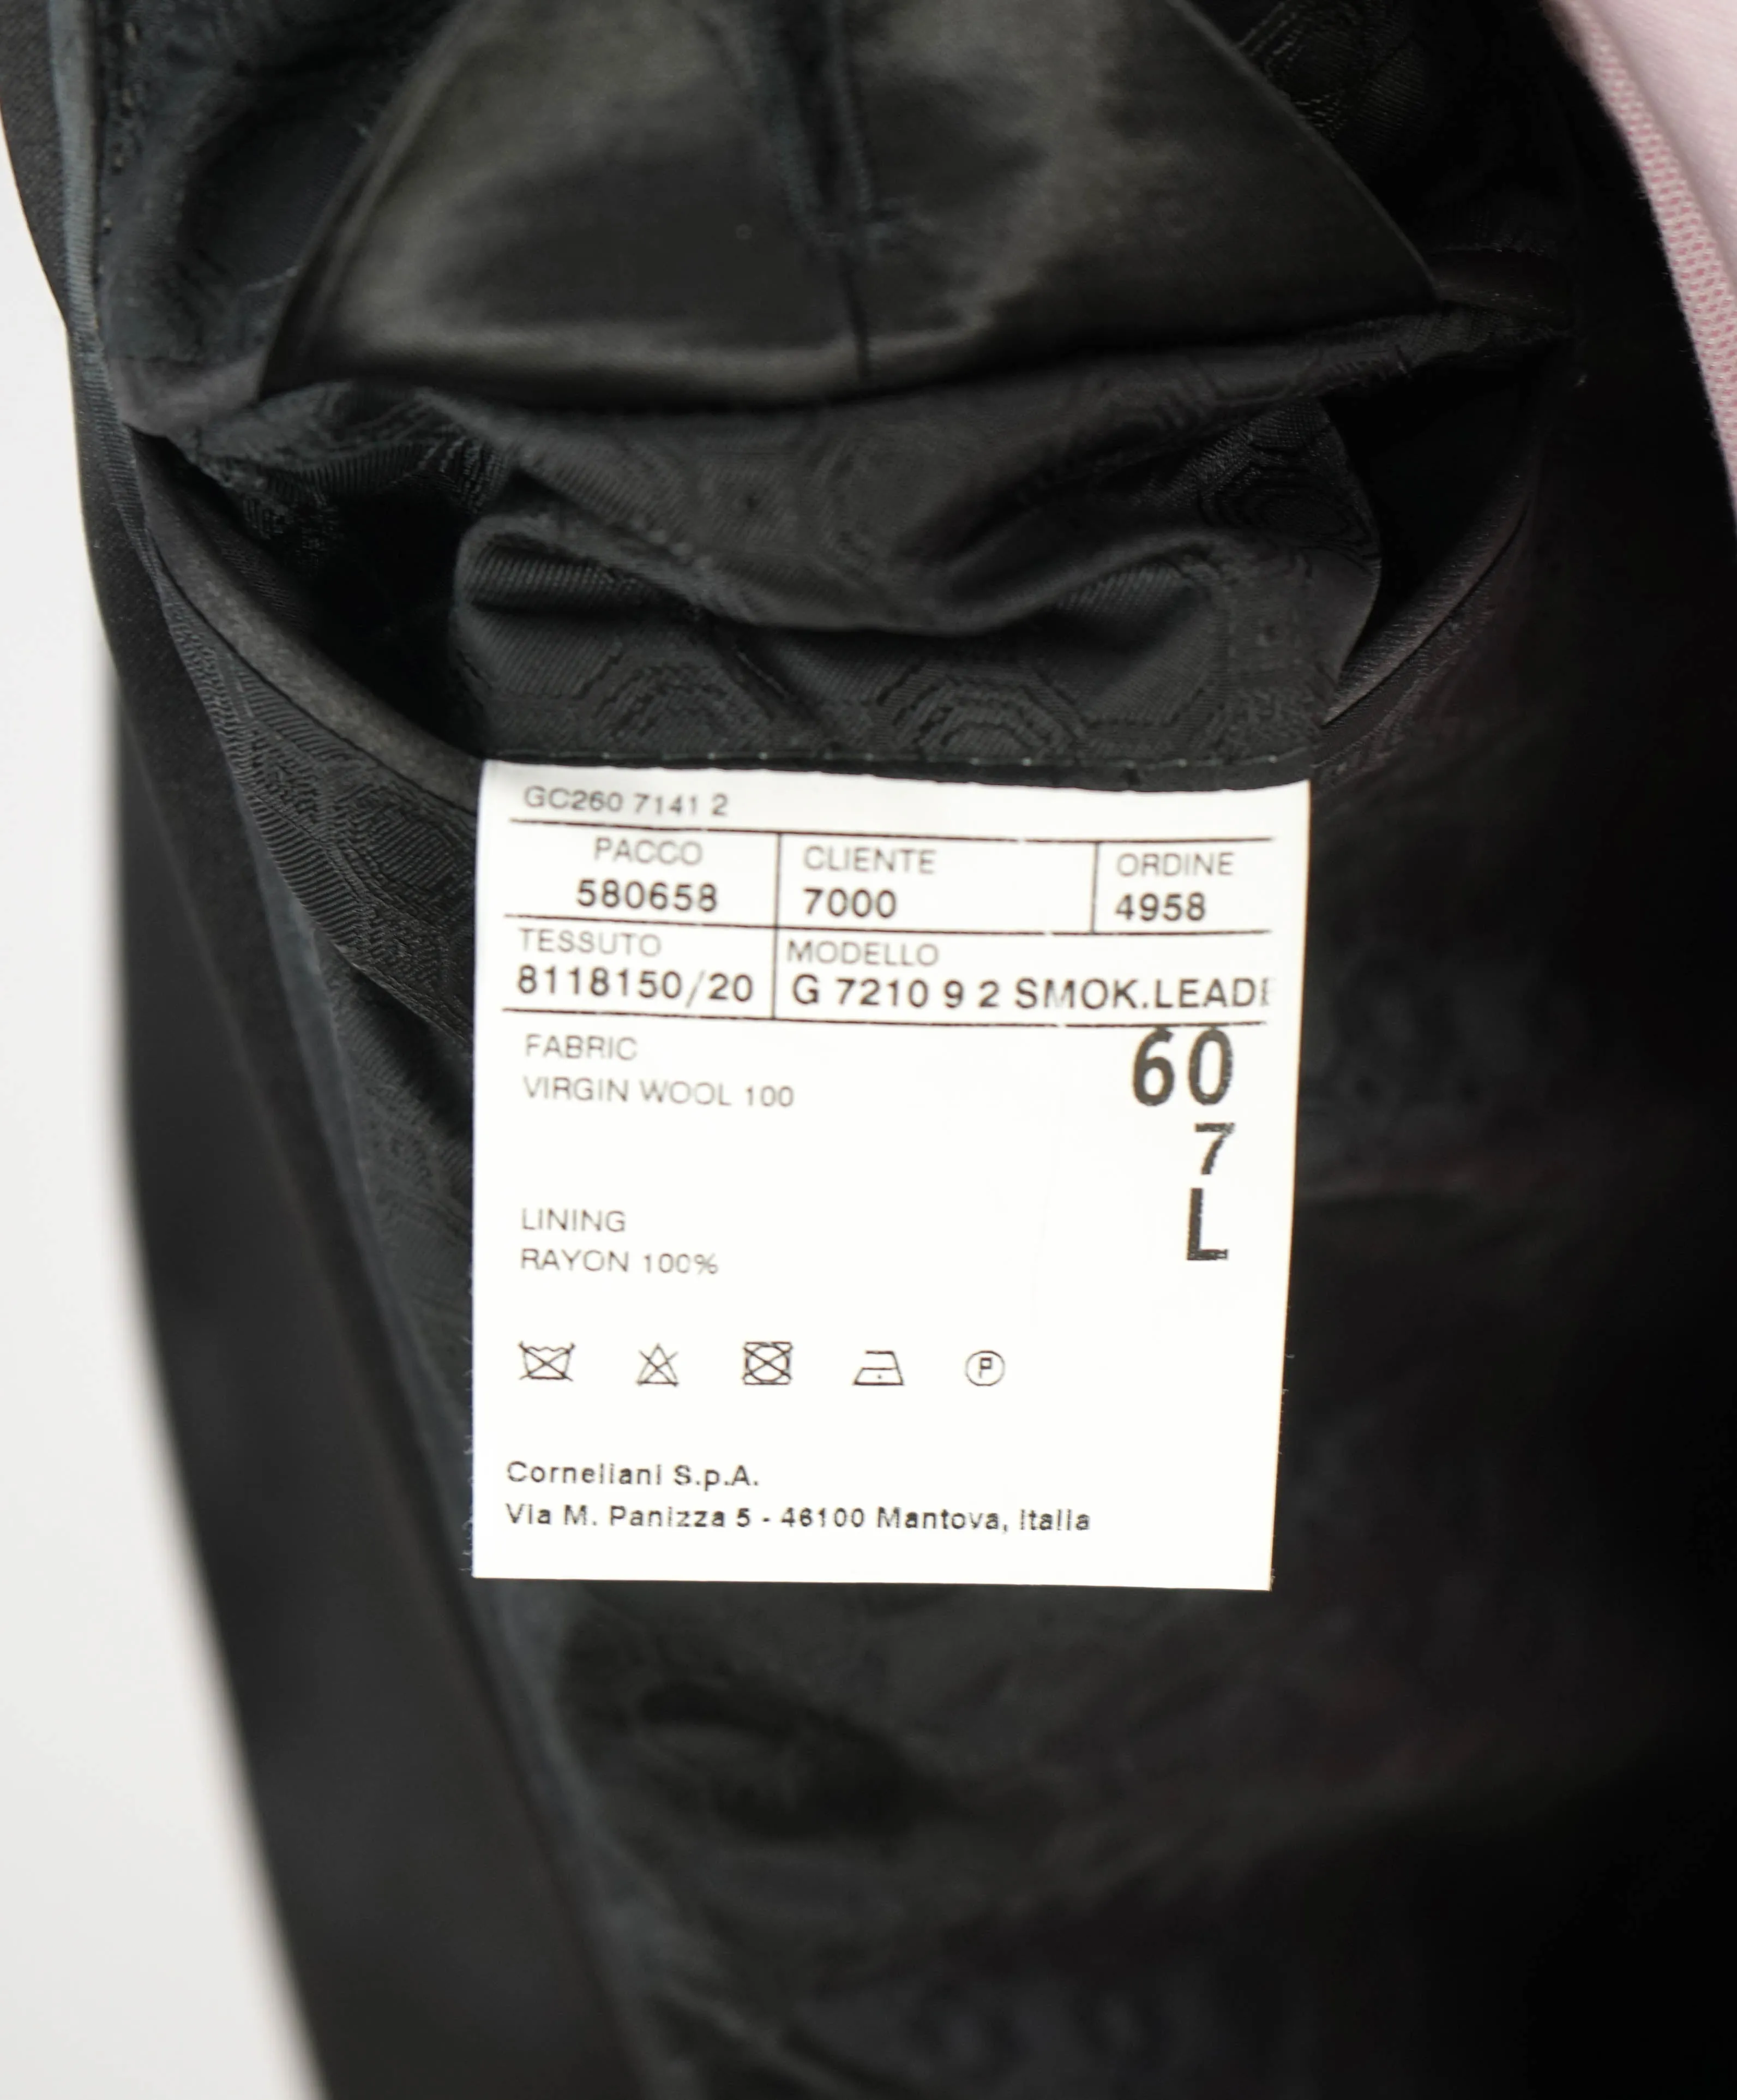 GC260 7141 2
PACCO CLIENTE ORDINE
580658 7000 4958
TESSUTO MODELLO
8118150/20 G 7210 9 2 SMOK.LEAD
FABRIC
VIRGIN WOOL 100
60
7
L
LINING
RAYON 100%
P
Corneliani S.p.A.
Via M. Panizza 5 - 46100 Mantova, Italia